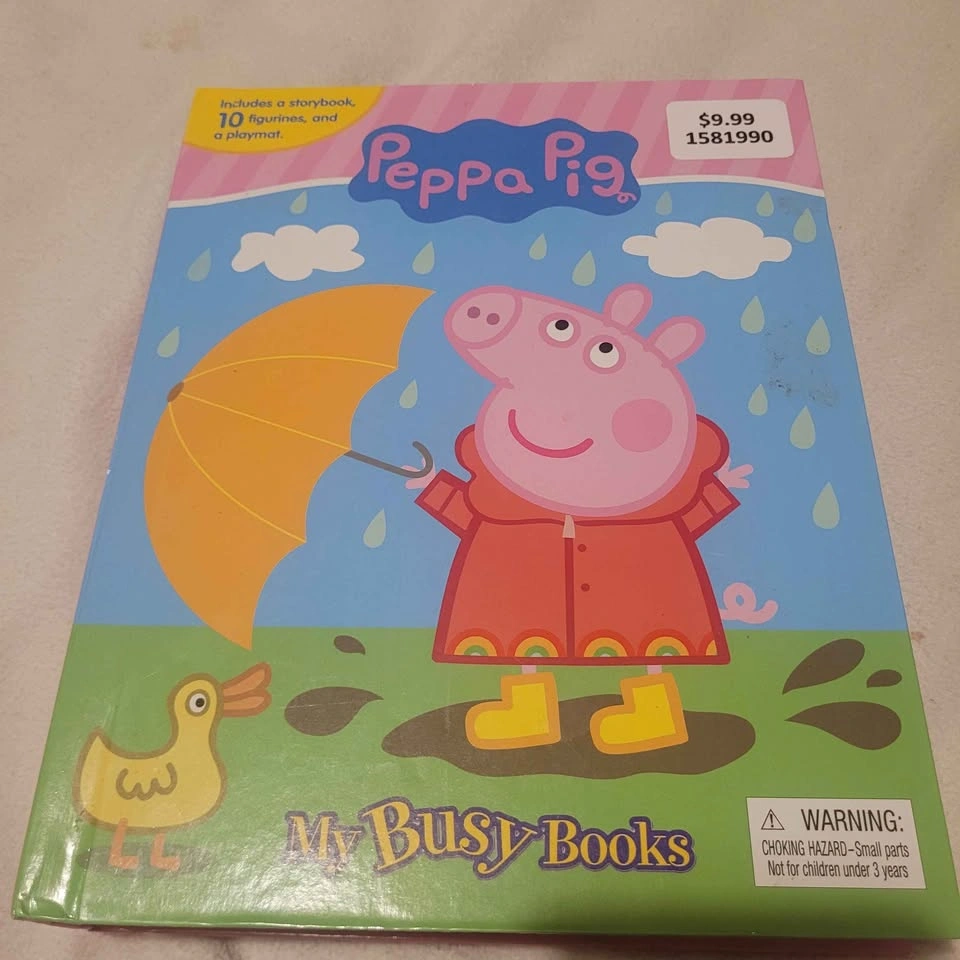 Includes a storybook,
10 figurines, and
a playmat.
$9.99
1581990
Peppa Pig
My Busy Books
WARNING:
CHOKING HAZARD-Small parts
Not for children under 3 years